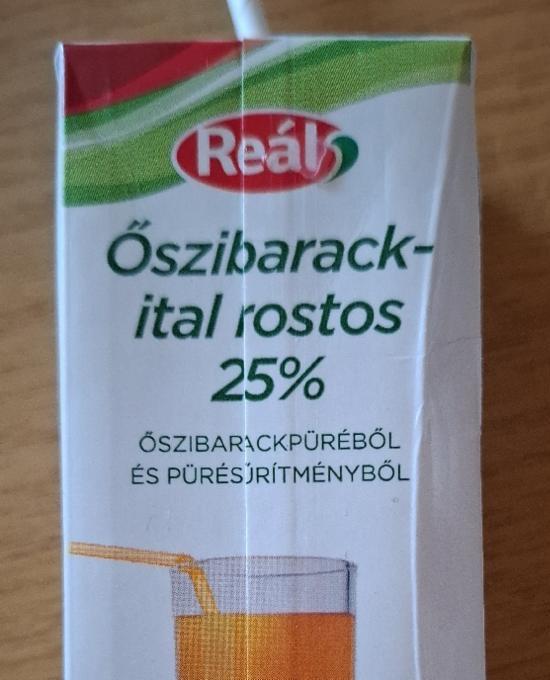 Reál
Őszibarack-
ital rostos
25%
ŐSZIBARACKPÜRÉBŐL
ÉS PÜRÉSŰRÍTMÉNYBŐL